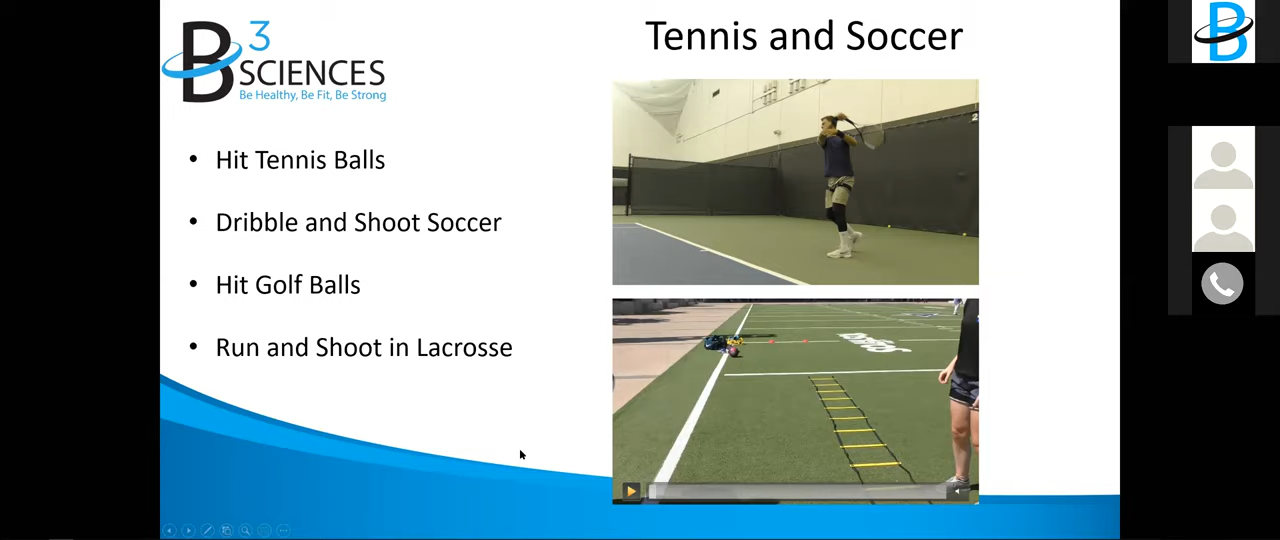 B3 SCIENCES
Be Healthy, Be Fit, Be Strong
Tennis and Soccer
• Hit Tennis Balls
• Dribble and Shoot Soccer
• Hit Golf Balls
• Run and Shoot in Lacrosse
B